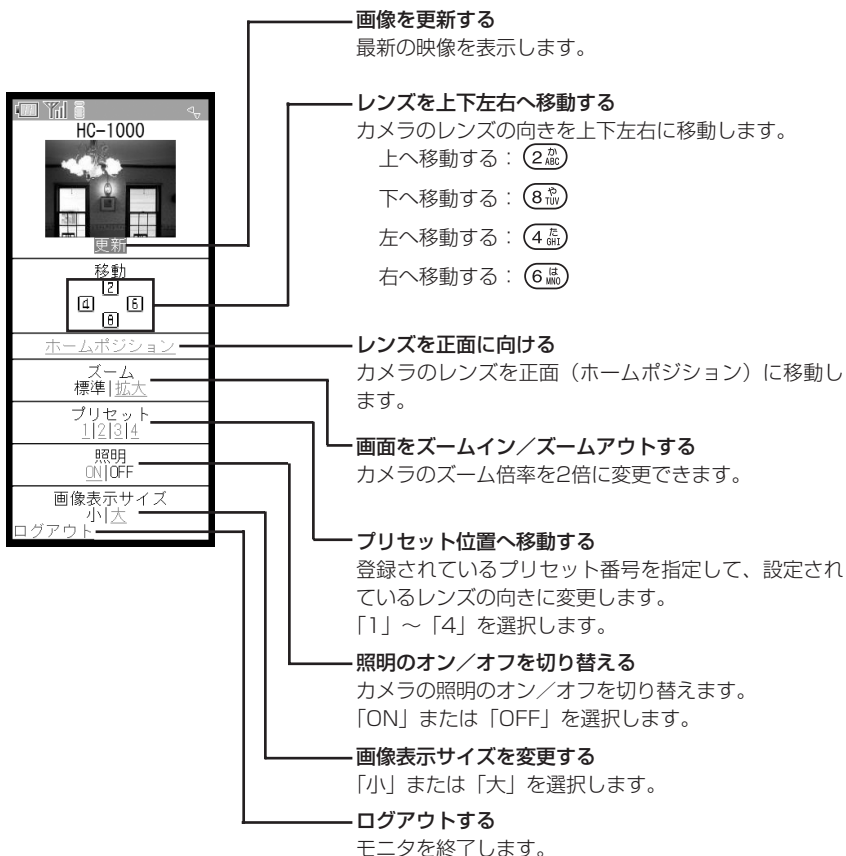 画像を更新する
最新の映像を表示します。
レンズを上下左右へ移動する
カメラのレンズの向きを上下左右に移動します。
上へ移動する：2かABC
下へ移動する：8やTUV
左へ移動する：4たGHI
右へ移動する：6はMNO
レンズを正面に向ける
カメラのレンズを正面（ホームポジション）に移動し
ます。
画面をズームイン／ズームアウトする
カメラのズーム倍率を2倍に変更できます。
プリセット位置へ移動する
登録されているプリセット番号を指定して、設定され
ているレンズの向きに変更します。
「1」～「4」を選択します。
照明のオン／オフを切り替える
カメラの照明のオン／オフを切り替えます。
「ON」または「OFF」を選択します。
画像表示サイズを変更する
「小」または「大」を選択します。
ログアウトする
モニタを終了します。
HC-1000
更新
移動
2
4 6
8
ホームポジション
ズーム
標準|拡大
プリセット
1|2|3|4
照明
ON|OFF
画像表示サイズ
小|大
ログアウト